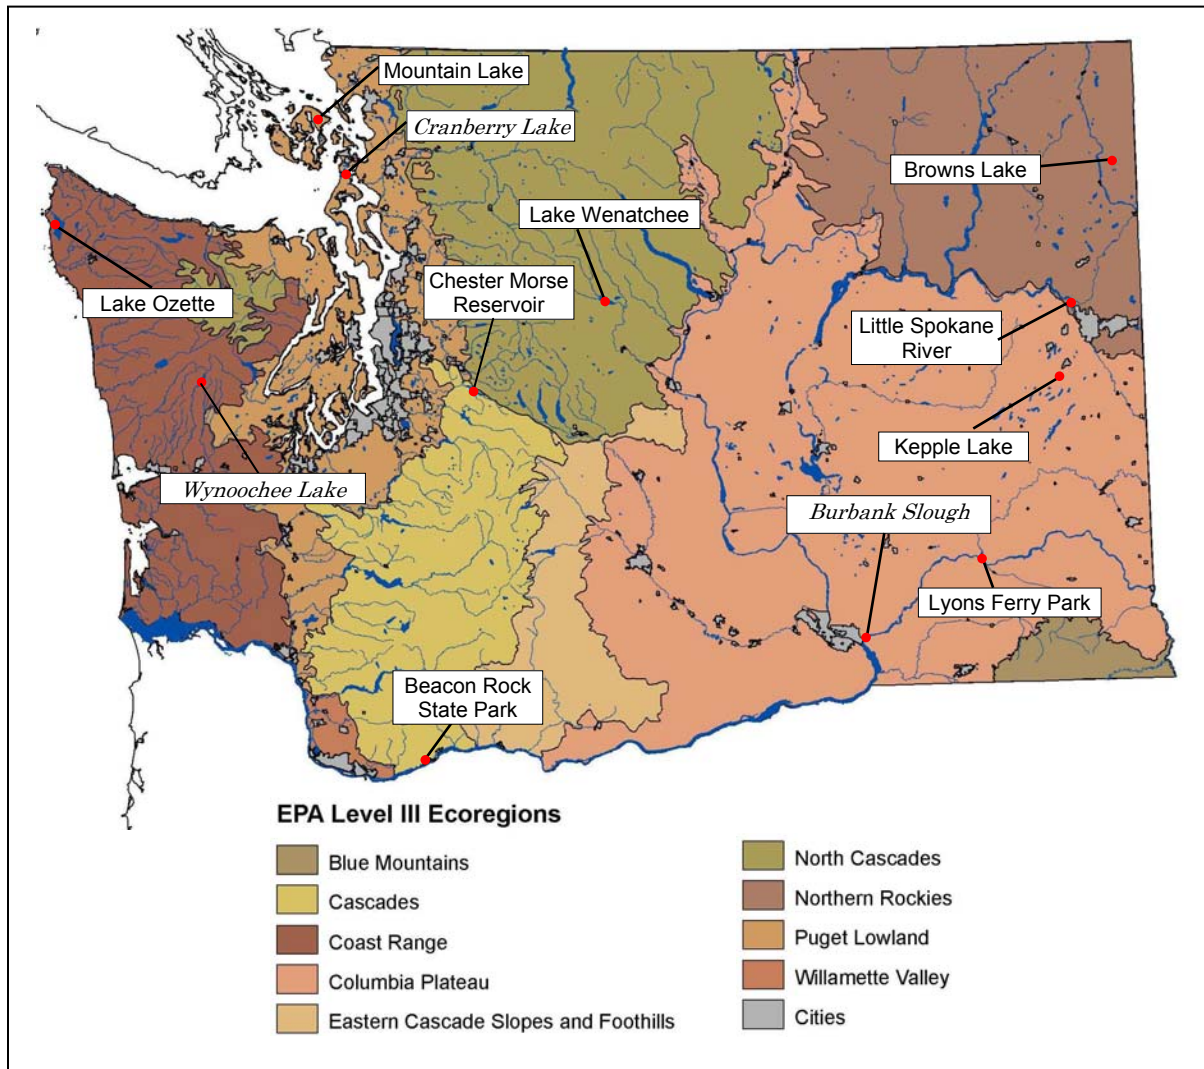 Mountain Lake
Cranberry Lake
Browns Lake
Lake Wenatchee
Chester Morse
Reservoir
Lake Ozette
Little Spokane
River
Kepple Lake
Wynoochee Lake
Burbank Slough
Lyons Ferry Park
Beacon Rock
State Park
EPA Level III Ecoregions
Blue Mountains
Cascades
Coast Range
Columbia Plateau
Eastern Cascade Slopes and Foothills
North Cascades
Northern Rockies
Puget Lowland
Willamette Valley
Cities